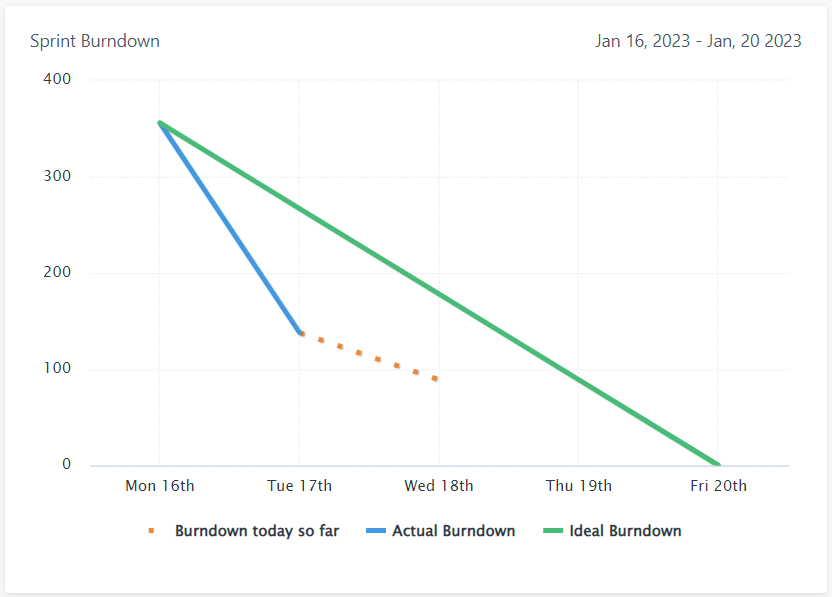 Sprint Burndown Jan 16, 2023 - Jan, 20 2023
400
300
200
100
0
Mon 16th Tue 17th Wed 18th Thu 19th Fri 20th
Burndown today so far Actual Burndown Ideal Burndown